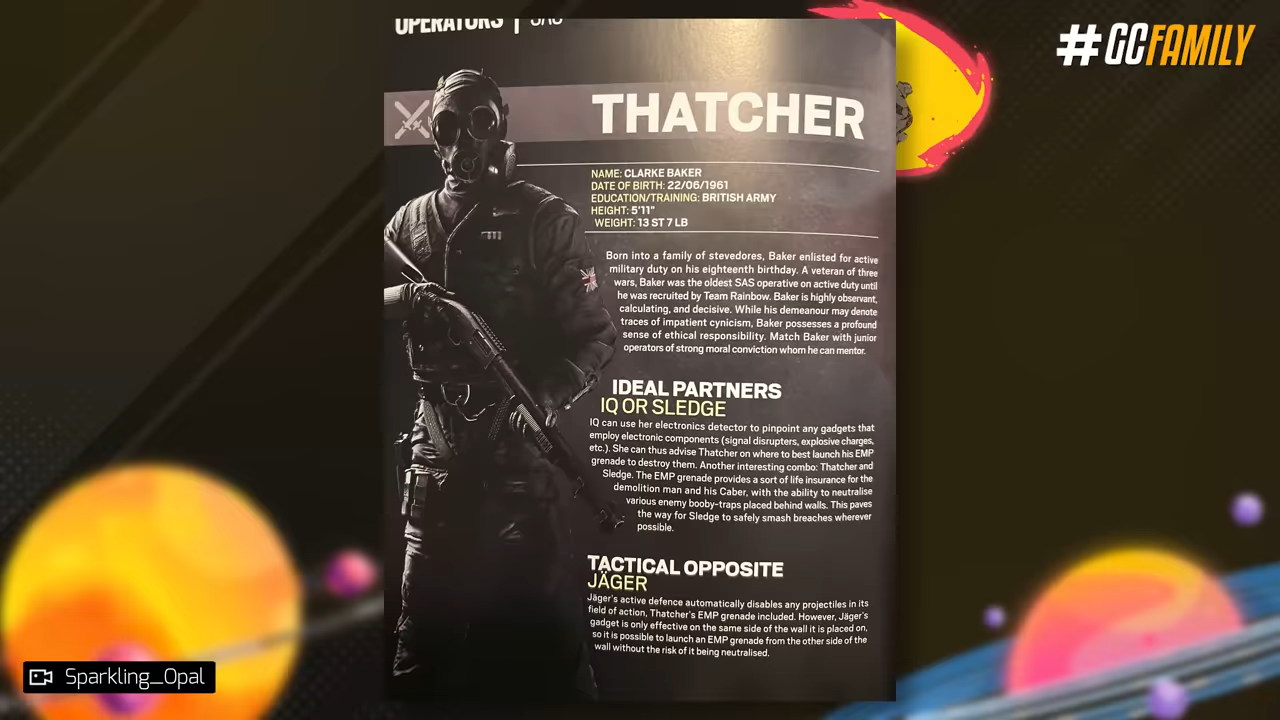 OPERATORS | SAS
#GCFAMILY
THATCHER
NAME: CLARKE BAKER
DATE OF BIRTH: 22/06/1961
EDUCATION/TRAINING: BRITISH ARMY
HEIGHT: 5'11"
WEIGHT: 13 ST 7 LB
Born into a family of stevedores, Baker enlisted for active
military duty on his eighteenth birthday. A veteran of three
wars, Baker was the oldest SAS operative on active duty until
he was recruited by Team Rainbow. Baker is highly observant,
calculating, and decisive. While his demeanour may denote
traces of impatient cynicism, Baker possesses a profound
sense of ethical responsibility. Match Baker with junior
operators of strong moral conviction whom he can mentor.
IDEAL PARTNERS
IQ OR SLEDGE
IQ can use her electronics detector to pinpoint any gadgets that
employ electronic components (signal disrupters, explosive charges,
etc.). She can thus advise Thatcher on where to best launch his EMP
grenade to destroy them. Another interesting combo: Thatcher and
Sledge. The EMP grenade provides a sort of life insurance for the
demolition man and his Caber, with the ability to neutralise
various enemy booby-traps placed behind walls. This paves
the way for Sledge to safely smash breaches wherever
possible.
TACTICAL OPPOSITE
JÄGER
Jäger's active defence automatically disables any projectiles in its
field of action, Thatcher's EMP grenade included. However, Jäger's
gadget is only effective on the same side of the wall it is placed on,
so it is possible to launch an EMP grenade from the other side of the
wall without the risk of it being neutralised.
Sparkling_Opal